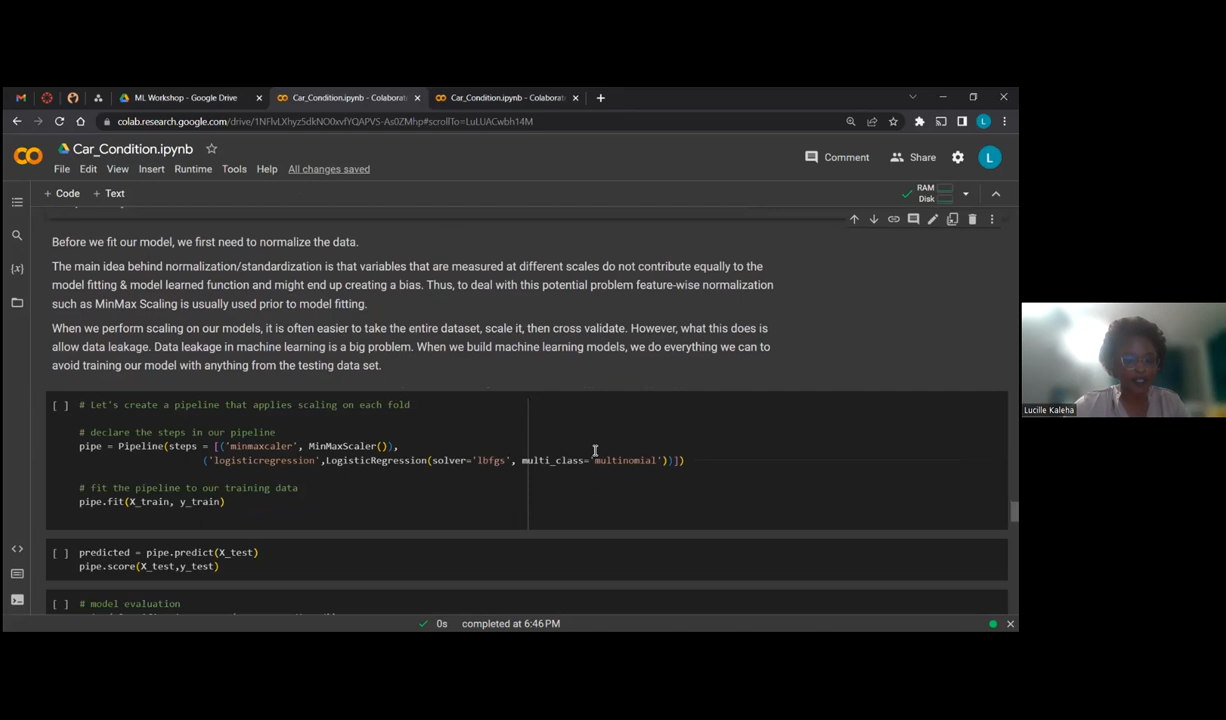 ML Workshop - Google Drive
Car_Condition.ipynb - Colaborat
Car_Condition.ipynb - Colaborat
colab.research.google.com/drive/1NFlvLXhyz5dkNO0xvfYQAPVS-As0ZMhp#scrollTo=LuLUACwbh14M
L
Car_Condition.ipynb
Comment
Share
L
File Edit View Insert Runtime Tools Help All changes saved
+ Code + Text
RAM
Disk
Before we fit our model, we first need to normalize the data.
The main idea behind normalization/standardization is that variables that are measured at different scales do not contribute equally to the
model fitting & model learned function and might end up creating a bias. Thus, to deal with this potential problem feature-wise normalization
such as MinMax Scaling is usually used prior to model fitting.
When we perform scaling on our models, it is often easier to take the entire dataset, scale it, then cross validate. However, what this does is
allow data leakage. Data leakage in machine learning is a big problem. When we build machine learning models, we do everything we can to
avoid training our model with anything from the testing data set.
[ ] # Let's create a pipeline that applies scaling on each fold
# declare the steps in our pipeline
pipe = Pipeline(steps = [('minmaxcaler', MinMaxScaler()),
('logisticregression',LogisticRegression(solver='lbfgs', multi_class='multinomial'))])
# fit the pipeline to our training data
pipe.fit(X_train, y_train)
[ ] predicted = pipe.predict(X_test)
pipe.score(X_test,y_test)
[ ] # model evaluation
0s completed at 6:46 PM
Lucille Kaleha